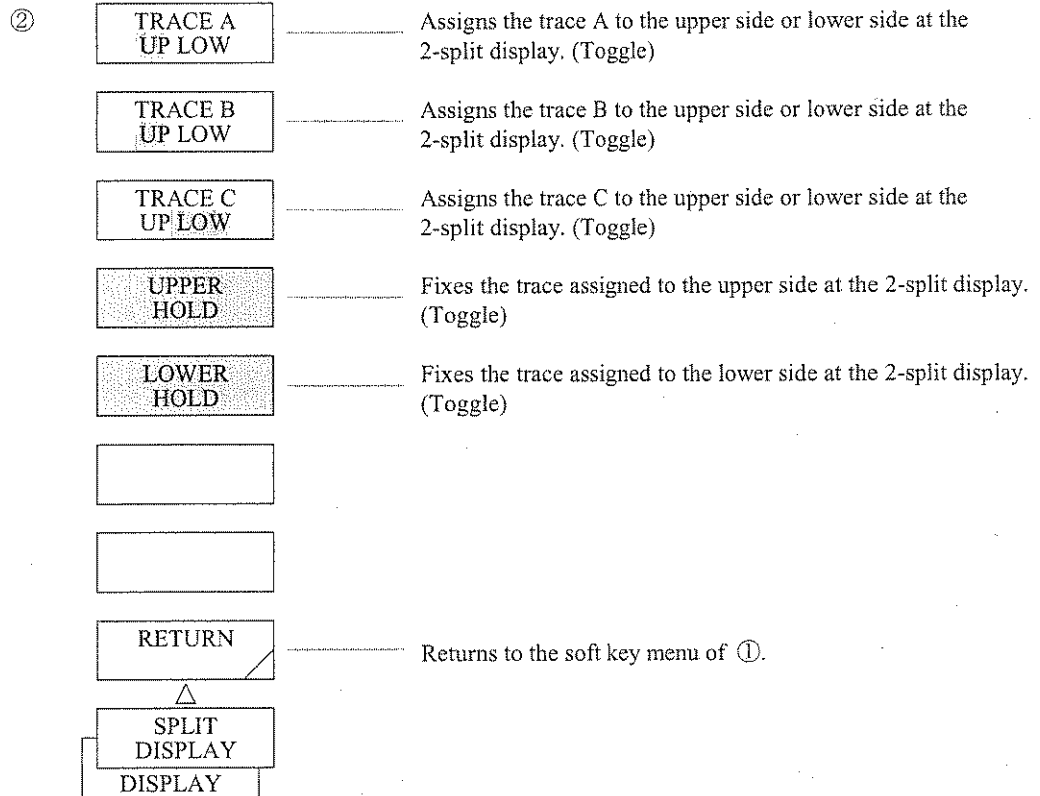 ②
TRACE A
UP LOW
Assigns the trace A to the upper side or lower side at the
2-split display. (Toggle)
TRACE B
UP LOW
Assigns the trace B to the upper side or lower side at the
2-split display. (Toggle)
TRACE C
UP LOW
Assigns the trace C to the upper side or lower side at the
2-split display. (Toggle)
UPPER
HOLD
Fixes the trace assigned to the upper side at the 2-split display.
(Toggle)
LOWER
HOLD
Fixes the trace assigned to the lower side at the 2-split display.
(Toggle)
RETURN
Returns to the soft key menu of ①.
SPLIT
DISPLAY
DISPLAY